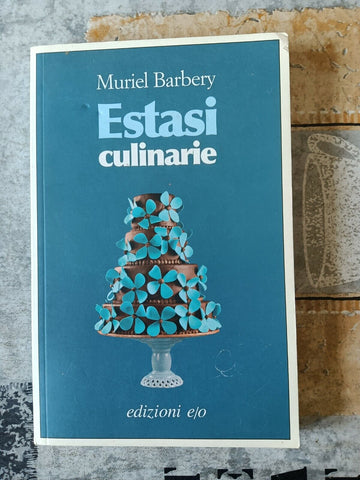 Muriel Barbery
Estasi
culinarie
edizioni e/o